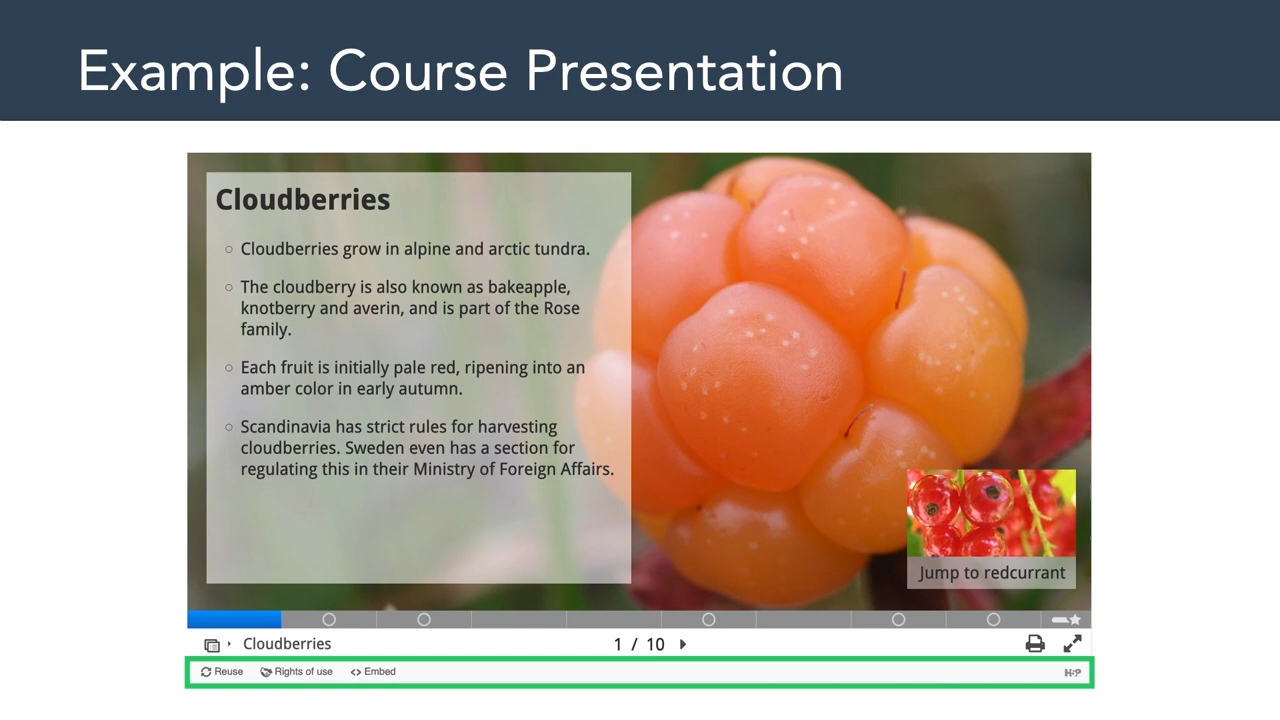 Example: Course Presentation
Cloudberries
Cloudberries grow in alpine and arctic tundra.
The cloudberry is also known as bakeapple,
knotberry and averin, and is part of the Rose
family.
Each fruit is initially pale red, ripening into an
amber color in early autumn.
Scandinavia has strict rules for harvesting
cloudberries. Sweden even has a section for
regulating this in their Ministry of Foreign Affairs.
Jump to redcurrant
Cloudberries 1 / 10
Reuse Rights of use <> Embed H5P